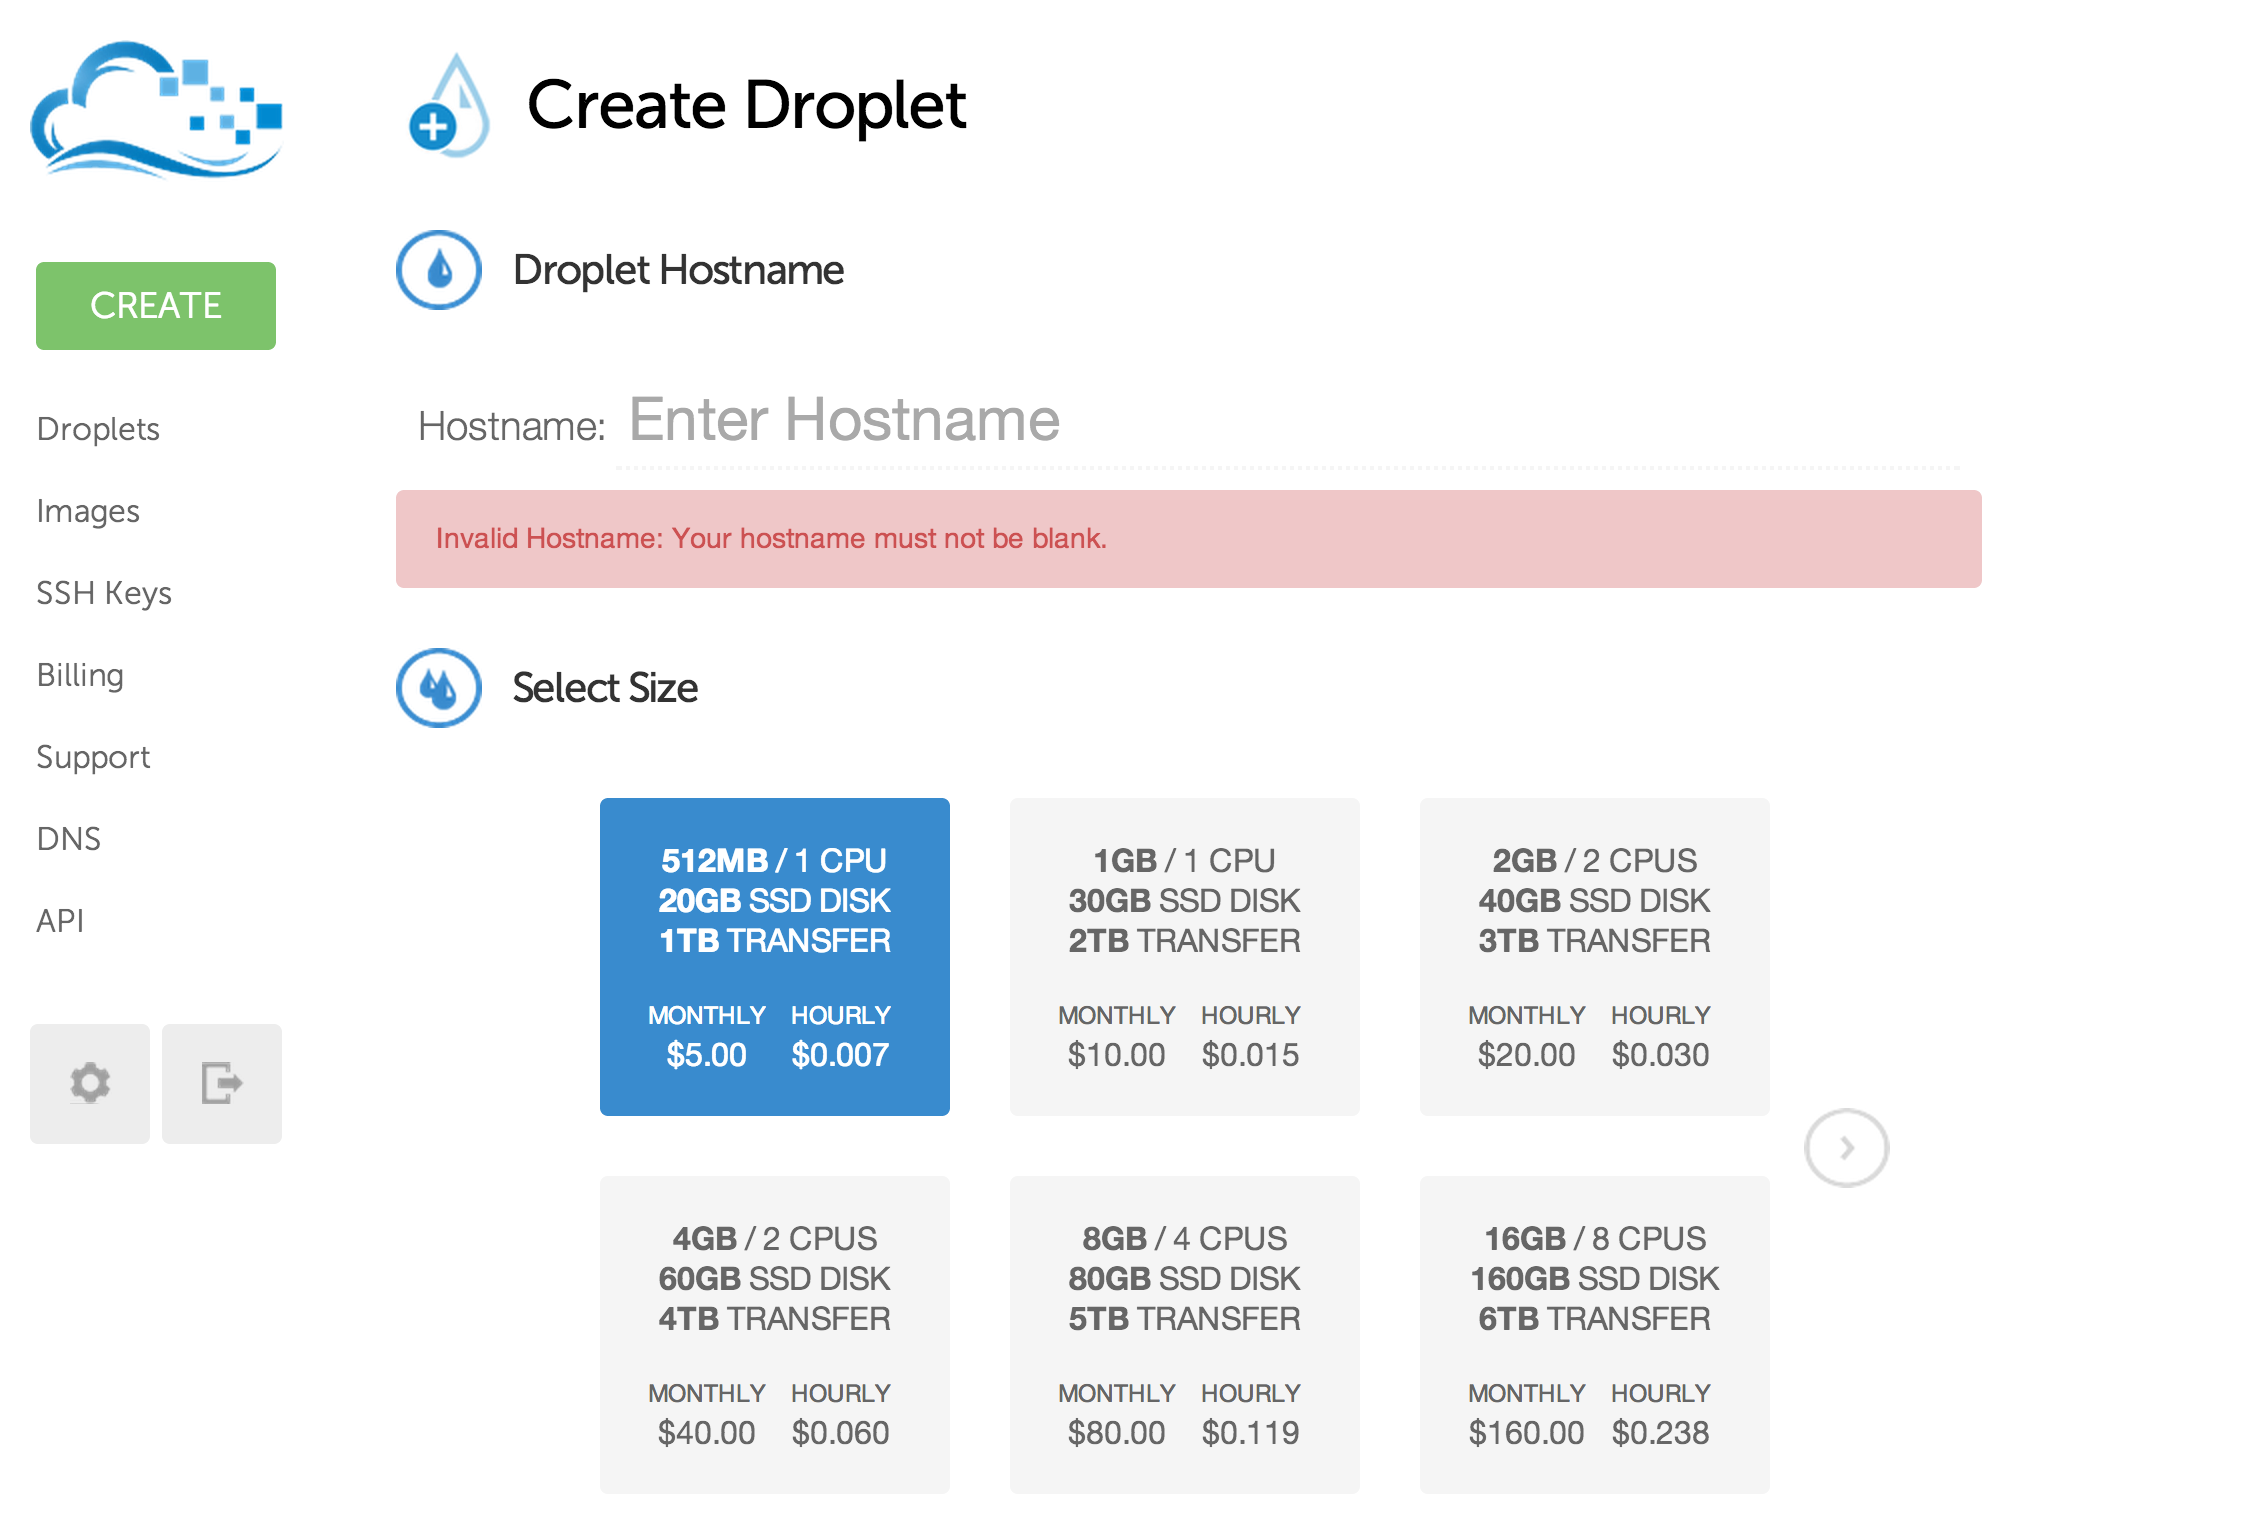 Create Droplet
CREATE
Droplets
Images
SSH Keys
Billing
Support
DNS
API
Droplet Hostname
Hostname: Enter Hostname
Invalid Hostname: Your hostname must not be blank.
Select Size
512MB / 1 CPU
20GB SSD DISK
1TB TRANSFER
MONTHLY HOURLY
$5.00 $0.007
1GB / 1 CPU
30GB SSD DISK
2TB TRANSFER
MONTHLY HOURLY
$10.00 $0.015
2GB / 2 CPUS
40GB SSD DISK
3TB TRANSFER
MONTHLY HOURLY
$20.00 $0.030
4GB / 2 CPUS
60GB SSD DISK
4TB TRANSFER
MONTHLY HOURLY
$40.00 $0.060
8GB / 4 CPUS
80GB SSD DISK
5TB TRANSFER
MONTHLY HOURLY
$80.00 $0.119
16GB / 8 CPUS
160GB SSD DISK
6TB TRANSFER
MONTHLY HOURLY
$160.00 $0.238